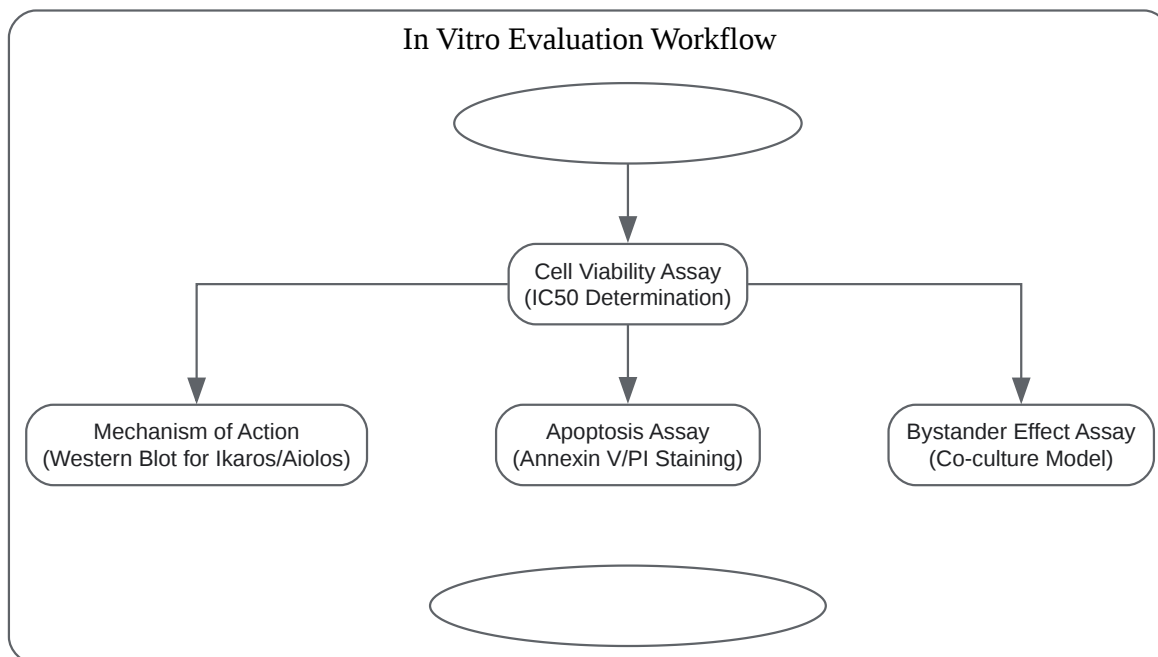 In Vitro Evaluation Workflow
Cell Viability Assay
(IC50 Determination)
Mechanism of Action
(Western Blot for Ikaros/Aiolos)
Apoptosis Assay
(Annexin V/PI Staining)
Bystander Effect Assay
(Co-culture Model)